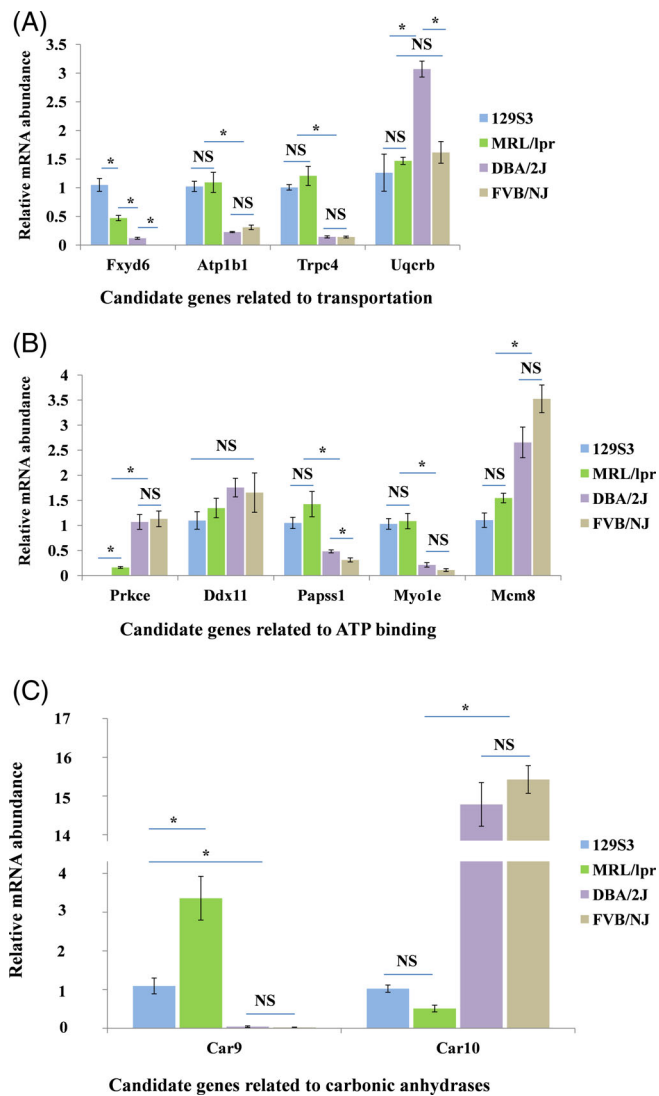 (A)
Relative mRNA abundance
3.5
3
2.5
2
1.5
1
0.5
0
* * *
NS * NS
NS * NS
NS * NS *
Fxyd6 Atp1b1 Trpc4 Uqcrb
129S3
MRL/lpr
DBA/2J
FVB/NJ
Candidate genes related to transportation
(B)
Relative mRNA abundance
4
3.5
3
2.5
2
1.5
1
0.5
0
* * NS
NS
NS * *
NS * NS
NS * NS
Prkce Ddx11 Papss1 Myo1e Mcm8
129S3
MRL/lpr
DBA/2J
FVB/NJ
Candidate genes related to ATP binding
(C)
Relative mRNA abundance
17
16
15
14
4
3
2
1
0
* * NS
NS * NS
Car9 Car10
129S3
MRL/lpr
DBA/2J
FVB/NJ
Candidate genes related to carbonic anhydrases